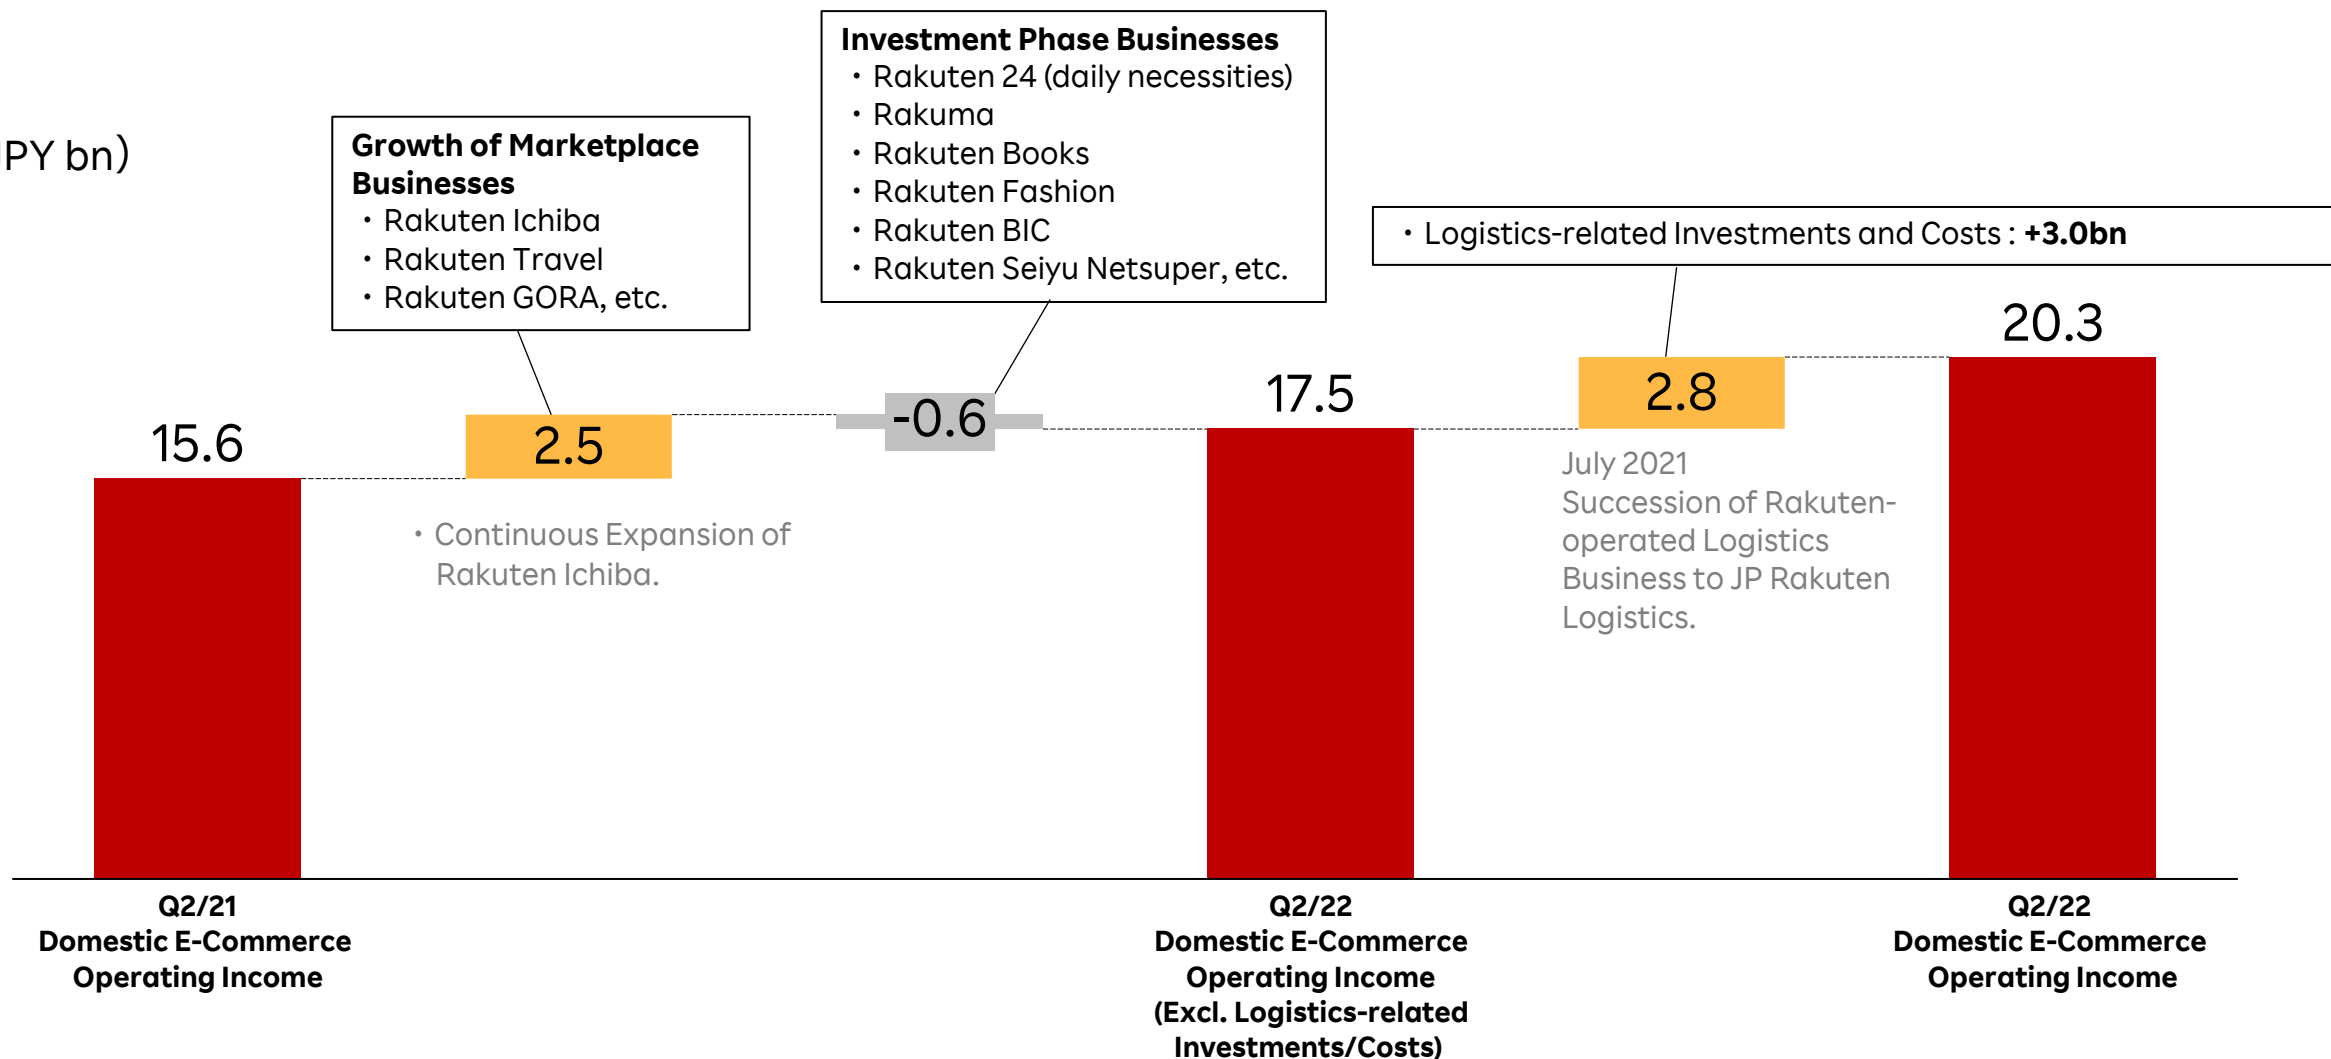 PY bn)
Growth of Marketplace
Businesses
・Rakuten Ichiba
・Rakuten Travel
・Rakuten GORA, etc.
Investment Phase Businesses
・Rakuten 24 (daily necessities)
・Rakuma
・Rakuten Books
・Rakuten Fashion
・Rakuten BIC
・Rakuten Seiyu Netsuper, etc.
・Logistics-related Investments and Costs : +3.0bn
15.6
2.5
-0.6
17.5
2.8
20.3
・Continuous Expansion of
Rakuten Ichiba.
July 2021
Succession of Rakuten-
operated Logistics
Business to JP Rakuten
Logistics.
Q2/21
Domestic E-Commerce
Operating Income
Q2/22
Domestic E-Commerce
Operating Income
(Excl. Logistics-related
Investments/Costs)
Q2/22
Domestic E-Commerce
Operating Income